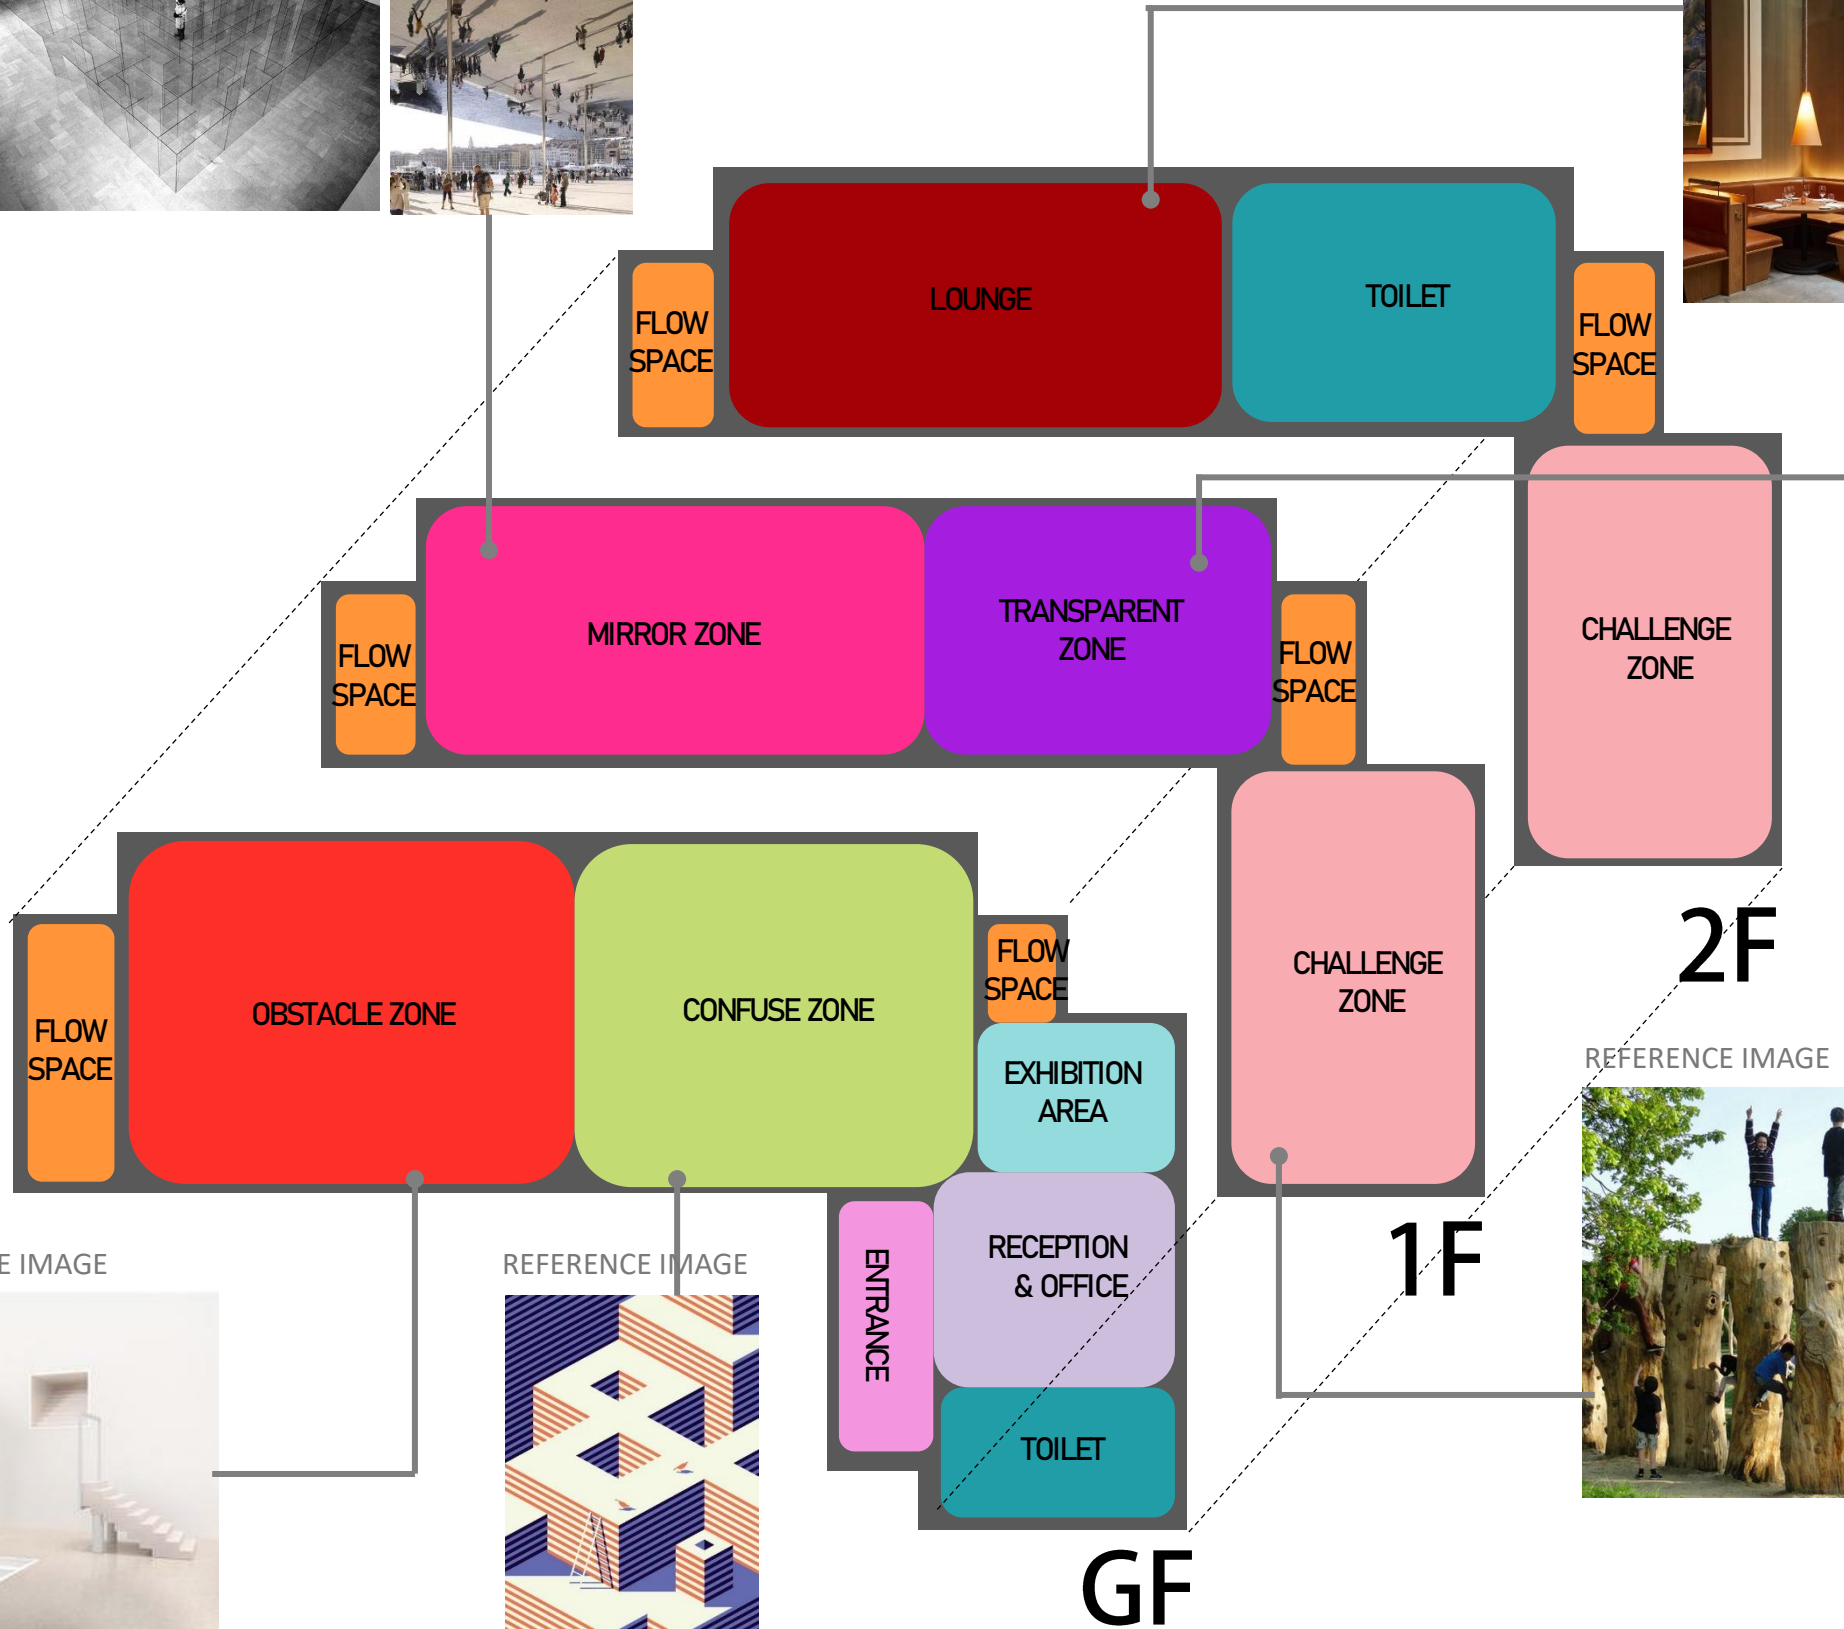 LOUNGE
TOILET
FLOW
SPACE
FLOW
SPACE
MIRROR ZONE
TRANSPARENT
ZONE
FLOW
SPACE
FLOW
SPACE
CHALLENGE
ZONE
2F
OBSTACLE ZONE
CONFUSE ZONE
FLOW
SPACE
FLOW
SPACE
EXHIBITION
AREA
CHALLENGE
ZONE
REFERENCE IMAGE
RECEPTION
& OFFICE
ENTRANCE
TOILET
1F
E IMAGE
REFERENCE IMAGE
GF